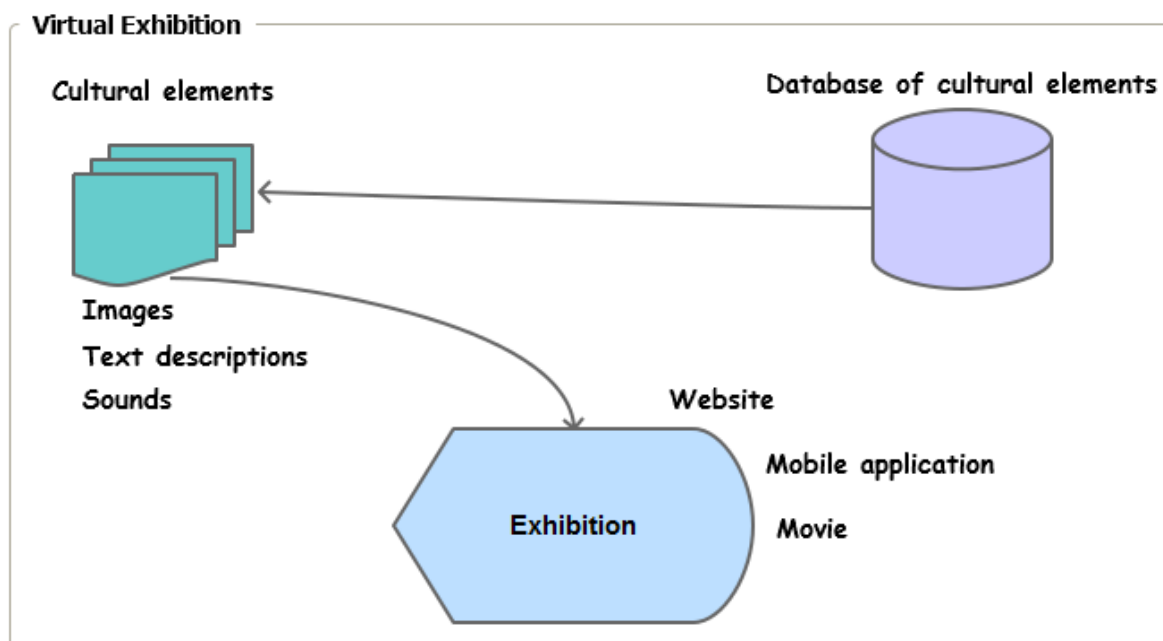 Virtual Exhibition
Cultural elements
Database of cultural elements
Images
Text descriptions
Sounds
Website
Mobile application
Exhibition
Movie